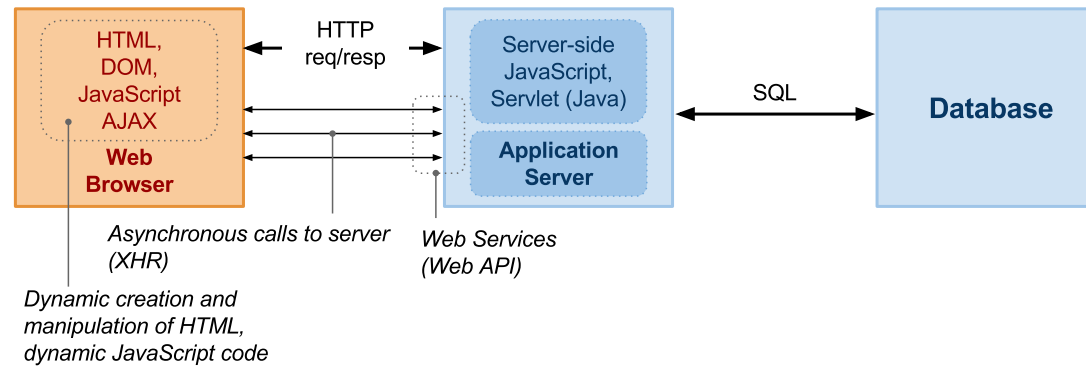 HTML,
DOM,
JavaScript
AJAX
Web
Browser
HTTP
req/resp
Server-side
JavaScript,
Servlet (Java)
Application
Server
SQL
Database
Asynchronous calls to server
(XHR)
Web Services
(Web API)
Dynamic creation and
manipulation of HTML,
dynamic JavaScript code